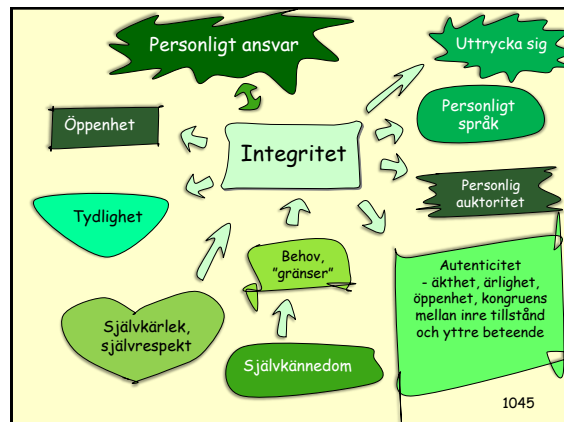 Personligt ansvar
Uttrycka sig
Öppenhet
Personligt
språk
Integritet
Personlig
auktoritet
Tydlighet
Behov,
"gränser"
Autenticitet
- äkthet, ärlighet,
öppenhet, kongruens
mellan inre tillstånd
och yttre beteende
Självkärlek,
självrespekt
Självkännedom
1045